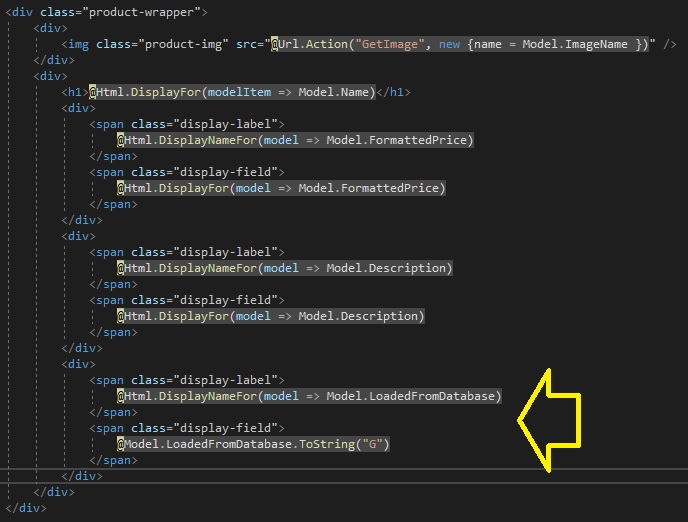 <div class="product-wrapper">
<div>
<img class="product-img" src="@Url.Action("GetImage", new {name = Model.ImageName })" />
</div>
<div>
<h1>@Html.DisplayFor(modelItem => Model.Name)</h1>
<div>
<span class="display-label">
@Html.DisplayNameFor(model => Model.FormattedPrice)
</span>
<span class="display-field">
@Html.DisplayFor(model => Model.FormattedPrice)
</span>
</div>
<div>
<span class="display-label">
@Html.DisplayNameFor(model => Model.Description)
</span>
<span class="display-field">
@Html.DisplayFor(model => Model.Description)
</span>
</div>
<div>
<span class="display-label">
@Html.DisplayNameFor(model => Model.LoadedFromDatabase)
</span>
<span class="display-field">
@Model.LoadedFromDatabase.ToString("G")
</span>
</div>
</div>
</div>